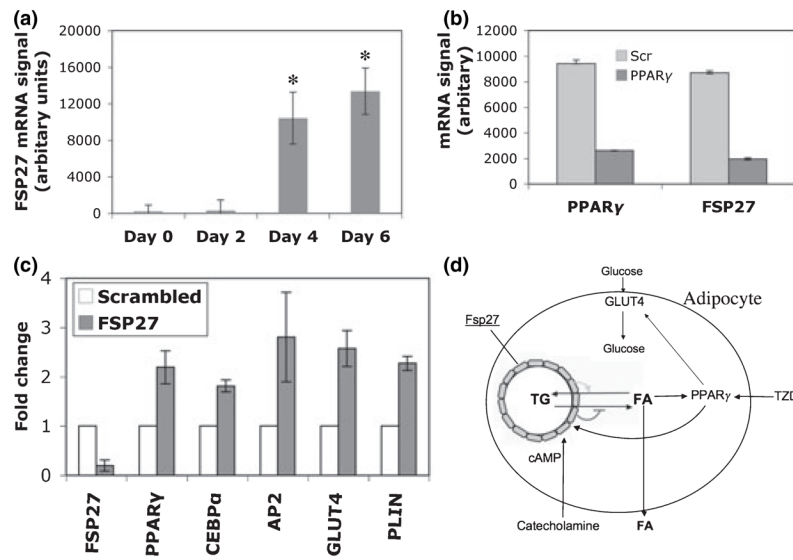 (a)
FSP27 mRNA signal
(arbitary units)
20000
16000
12000
8000
4000
0
*
*
Day 0
Day 2
Day 4
Day 6
(b)
mRNA signal
(arbitary)
12000
10000
8000
6000
4000
2000
0
Scr
PPARγ
PPARγ
FSP27
(c)
Fold change
4
3
2
1
0
Scrambled
FSP27
FSP27
PPARγ
CEBPα
AP2
GLUT4
PLIN
(d)
Glucose
GLUT4
Adipocyte
Fsp27
Glucose
TG
FA
PPARγ
TZD
cAMP
Catecholamine
FA